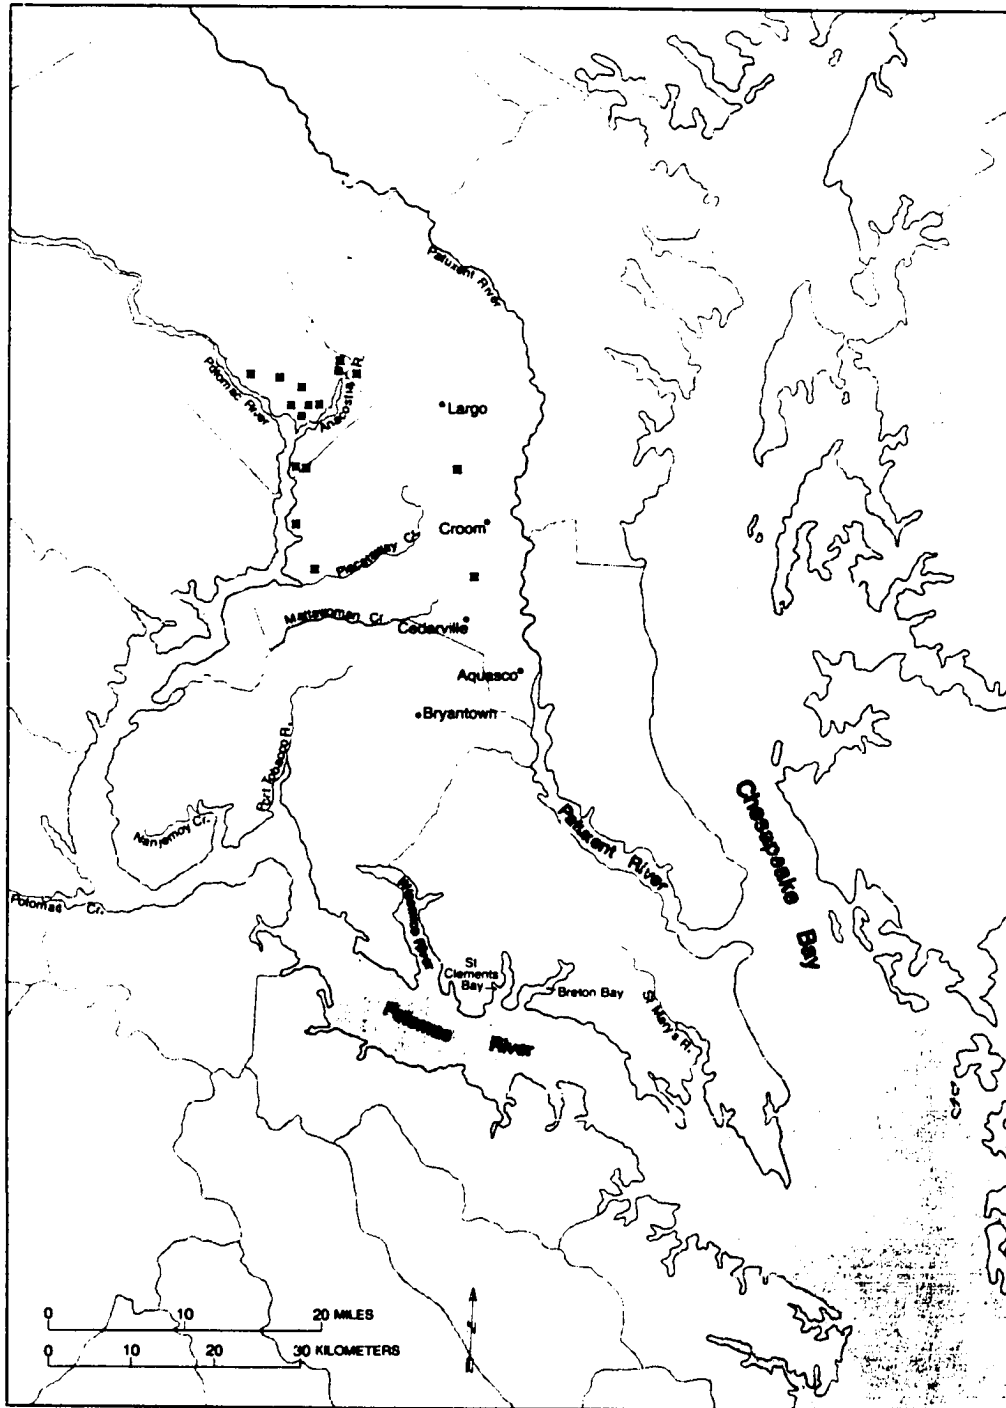 Patuxent River
Potomac River
Anacostia R.
Largo
Croom
Piscataway Cr.
Mattawoman Cr.
Cedarville
Aquasco
Bryantown
Port Tobacco R.
Nanjemoy Cr.
Potomac Cr.
Patuxent River
Chesapeake Bay
Wicomico River
St
Clements
Bay
Breton Bay
St Mary's R.
Potomac River
0 10 20 MILES
0 10 20 30 KILOMETERS
N